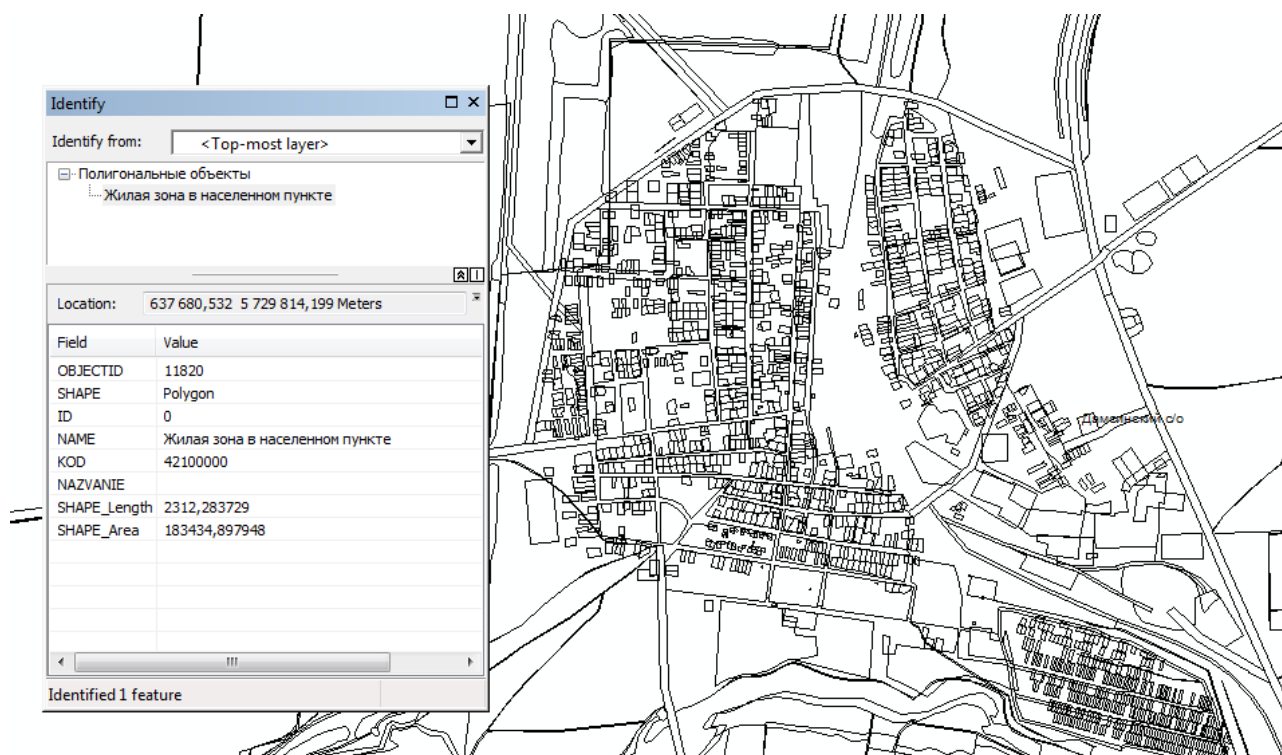 Identify
Identify from: <Top-most layer>
Полигональные объекты
Жилая зона в населенном пункте
Location: 637 680,532 5 729 814,199 Meters
Field Value
OBJECTID 11820
SHAPE Polygon
ID 0
NAME Жилая зона в населенном пункте
KOD 42100000
NAZVANIE
SHAPE_Length 2312,283729
SHAPE_Area 183434,897948
Identified 1 feature
Дамсинский с/о